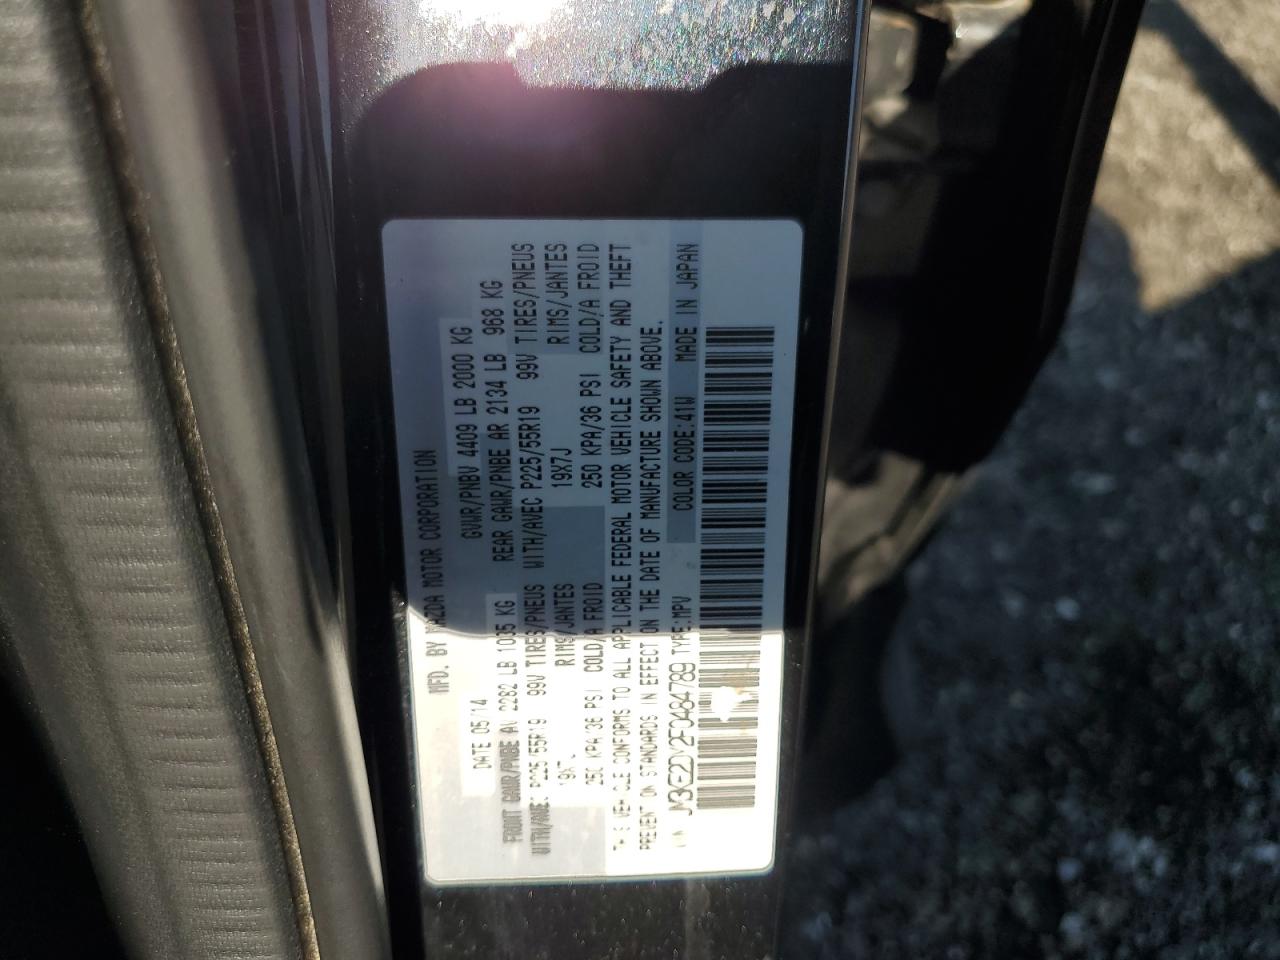 MFD. BY MAZDA MOTOR CORPORATION
DATE 05/14 GVWR/PNBV 4409 LB 2000 KG
FRONT GAWR/PNBE AV 2282 LB 1035 KG REAR GAWR/PNBE AR 2134 LB 968 KG
WITH/AVEC P225/55R19 99V TIRES/PNEUS WITH/AVEC P225/55R19 99V TIRES/PNEUS
19X7J RIMS/JANTES 19X7J RIMS/JANTES
250 KPA/36 PSI COLD/A FROID 250 KPA/36 PSI COLD/A FROID
THIS VEHICLE CONFORMS TO ALL APPLICABLE FEDERAL MOTOR VEHICLE SAFETY AND THEFT
PREVENTION STANDARDS IN EFFECT ON THE DATE OF MANUFACTURE SHOWN ABOVE.
TYPE:MPV COLOR CODE:41W MADE IN JAPAN